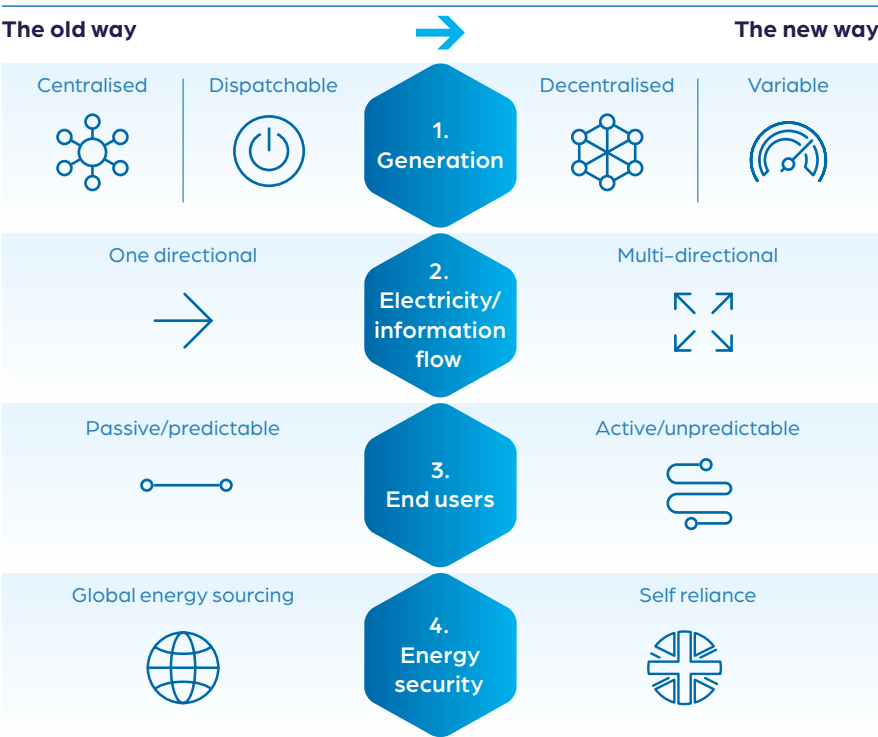 The old way
The new way
Centralised
Dispatchable
1.
Generation
Decentralised
Variable
One directional
2.
Electricity/
information
flow
Multi-directional
Passive/predictable
3.
End users
Active/unpredictable
Global energy sourcing
4.
Energy
security
Self reliance